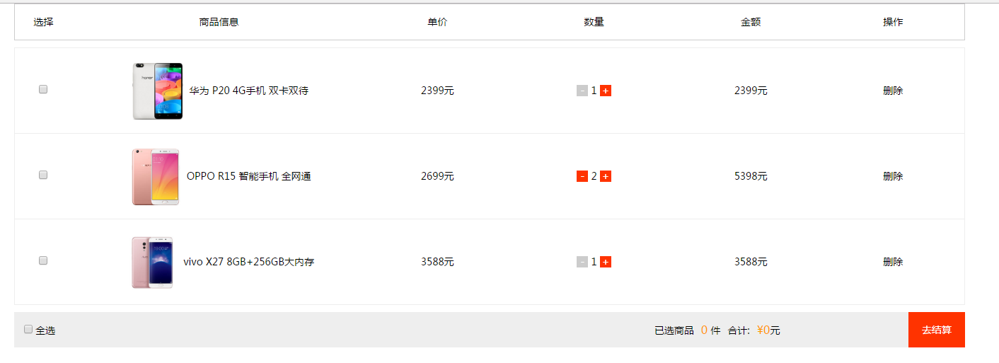 选择 商品信息 单价 数量 金额 操作
honor
华为 P20 4G手机 双卡双待 2399元 - 1 + 2399元 删除
OPPO R15 智能手机 全网通 2699元 - 2 + 5398元 删除
vivo X27 8GB+256GB大内存 3588元 - 1 + 3588元 删除
全选 已选商品 0 件 合计: ¥0元 去结算